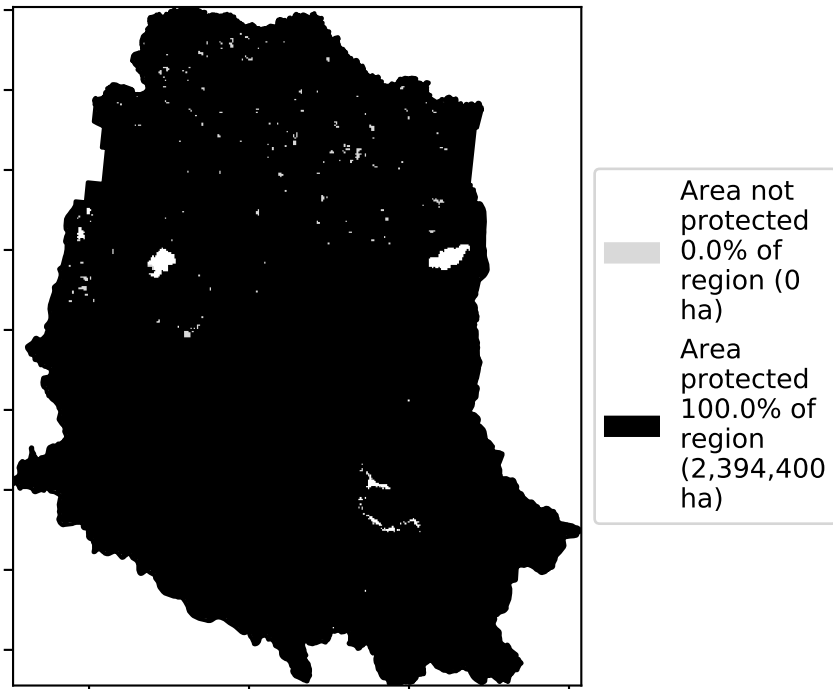 Area not
protected
0.0% of
region (0
ha)
Area
protected
100.0% of
region
(2,394,400
ha)